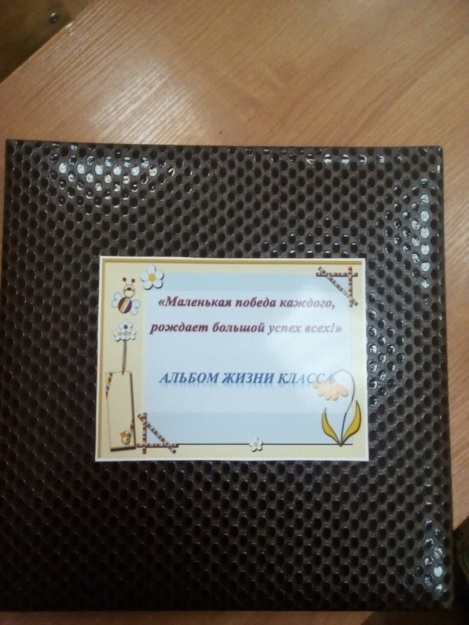 «Маленькая победа каждого,
рождает большой успех всех!»
АЛЬБОМ ЖИЗНИ КЛАССА